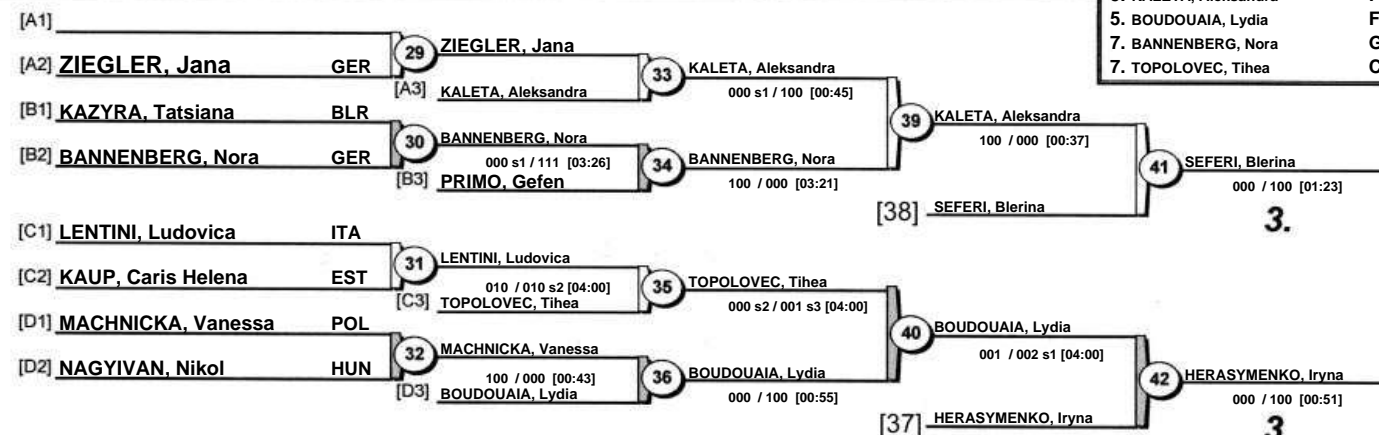 5. BOUDOUAIA, Lydia F
7. BANNENBERG, Nora G
7. TOPOLOVEC, Tihea
[A1]
[A2] ZIEGLER, Jana GER
29 ZIEGLER, Jana
[A3] KALETA, Aleksandra
33 KALETA, Aleksandra
000 s1 / 100 [00:45]
[B1] KAZYRA, Tatsiana BLR
[B2] BANNENBERG, Nora GER
30 BANNENBERG, Nora
000 s1 / 111 [03:26]
[B3] PRIMO, Gefen
34 BANNENBERG, Nora
100 / 000 [03:21]
39 KALETA, Aleksandra
100 / 000 [00:37]
[38] SEFERI, Blerina
41 SEFERI, Blerina
000 / 100 [01:23]
3.
[C1] LENTINI, Ludovica ITA
[C2] KAUP, Caris Helena EST
31 LENTINI, Ludovica
010 / 010 s2 [04:00]
[C3] TOPOLOVEC, Tihea
35 TOPOLOVEC, Tihea
000 s2 / 001 s3 [04:00]
[D1] MACHNICKA, Vanessa POL
[D2] NAGYIVAN, Nikol HUN
32 MACHNICKA, Vanessa
100 / 000 [00:43]
[D3] BOUDOUAIA, Lydia
36 BOUDOUAIA, Lydia
000 / 100 [00:55]
40 BOUDOUAIA, Lydia
001 / 002 s1 [04:00]
[37] HERASYMENKO, Iryna
42 HERASYMENKO, Iryna
000 / 100 [00:51]
3